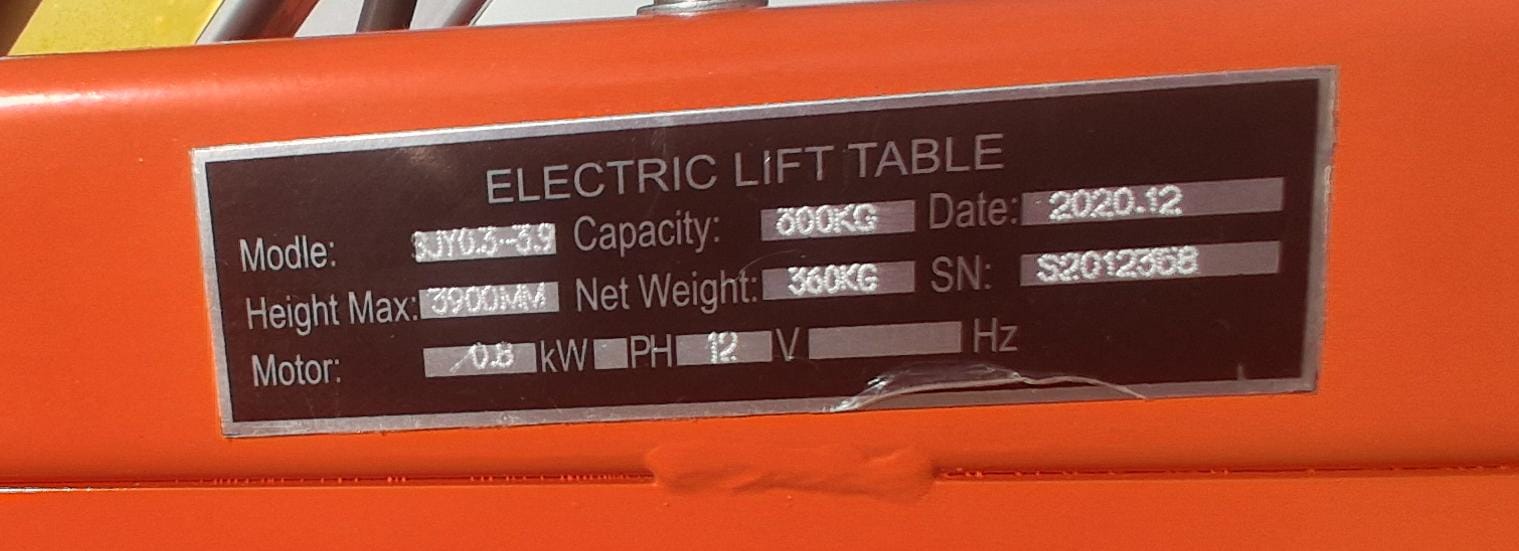 ELECTRIC LIFT TABLE
Modle: SJY0.3-3.9 Capacity: 300KG Date: 2020.12
Height Max: 3900MM Net Weight: 360KG SN:
Motor: 0.8 kW PH 12 V Hz